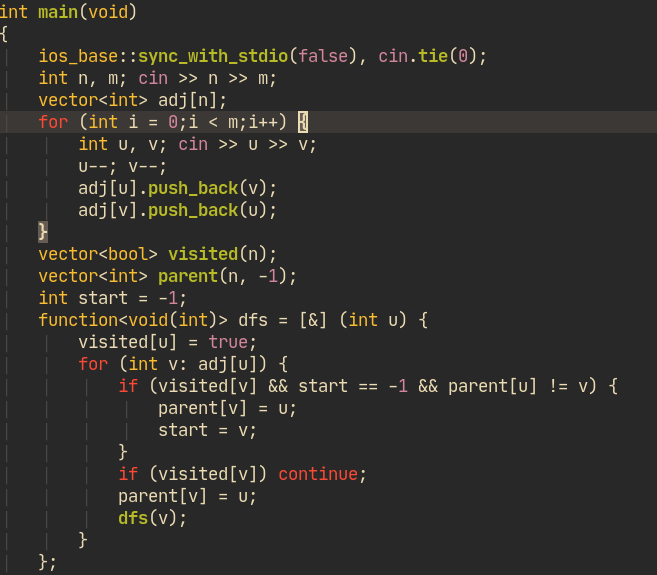 int main(void)
{
    ios_base::sync_with_stdio(false), cin.tie(0);
    int n, m; cin >> n >> m;
    vector<int> adj[n];
    for (int i = 0;i < m;i++) {
        int u, v; cin >> u >> v;
        u--; v--;
        adj[u].push_back(v);
        adj[v].push_back(u);
    }
    vector<bool> visited(n);
    vector<int> parent(n, -1);
    int start = -1;
    function<void(int)> dfs = [&] (int u) {
        visited[u] = true;
        for (int v: adj[u]) {
            if (visited[v] && start == -1 && parent[u] != v) {
                parent[v] = u;
                start = v;
            }
            if (visited[v]) continue;
            parent[v] = u;
            dfs(v);
        }
    };